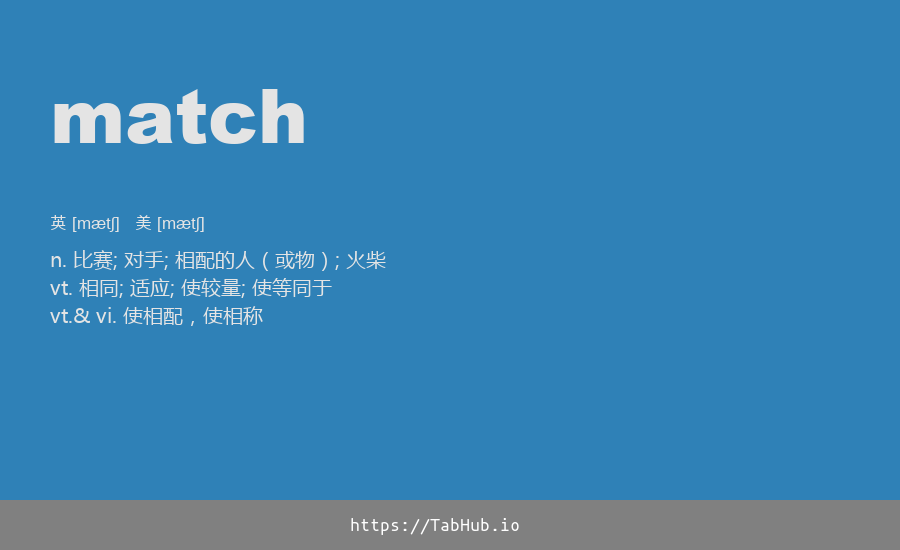 match
英 [mætʃ] 美 [mætʃ]
n. 比赛; 对手; 相配的人（或物）; 火柴
vt. 相同; 适应; 使较量; 使等同于
vt.& vi. 使相配，使相称
https://TabHub.io